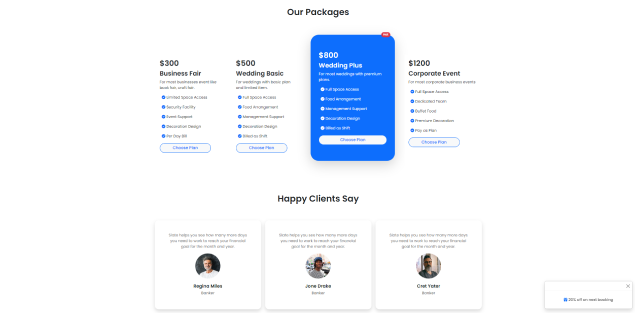 Our Packages
$300
Business Fair
For most businesses event like
book fair, craft fair.
Limited Space Access
Security Facility
Event Support
Decoration Design
Per Day Bill
Choose Plan
$500
Wedding Basic
For weddings with basic plan
and limited item.
Full Space Access
Food Arrangement
Management Support
Decoration Design
Billed as Shift
Choose Plan
$800
Wedding Plus
For most weddings with premium
plans.
Full Space Access
Food Arrangement
Management Support
Decoration Design
Billed as Shift
Choose Plan
$1200
Corporate Event
For most corporate business events
Full Space Access
Dedicated Team
Buffet Food
Premium Decoration
Pay as Plan
Choose Plan
Happy Clients Say
Slate helps you see how many more days
you need to work to reach your financial
goal for the month and year.
Regina Miles
Banker
Slate helps you see how many more days
you need to work to reach your financial
goal for the month and year.
Jone Drake
Banker
Slate helps you see how many more days
you need to work to reach your financial
goal for the month and year.
Cret Yator
Banker
20% off on next booking